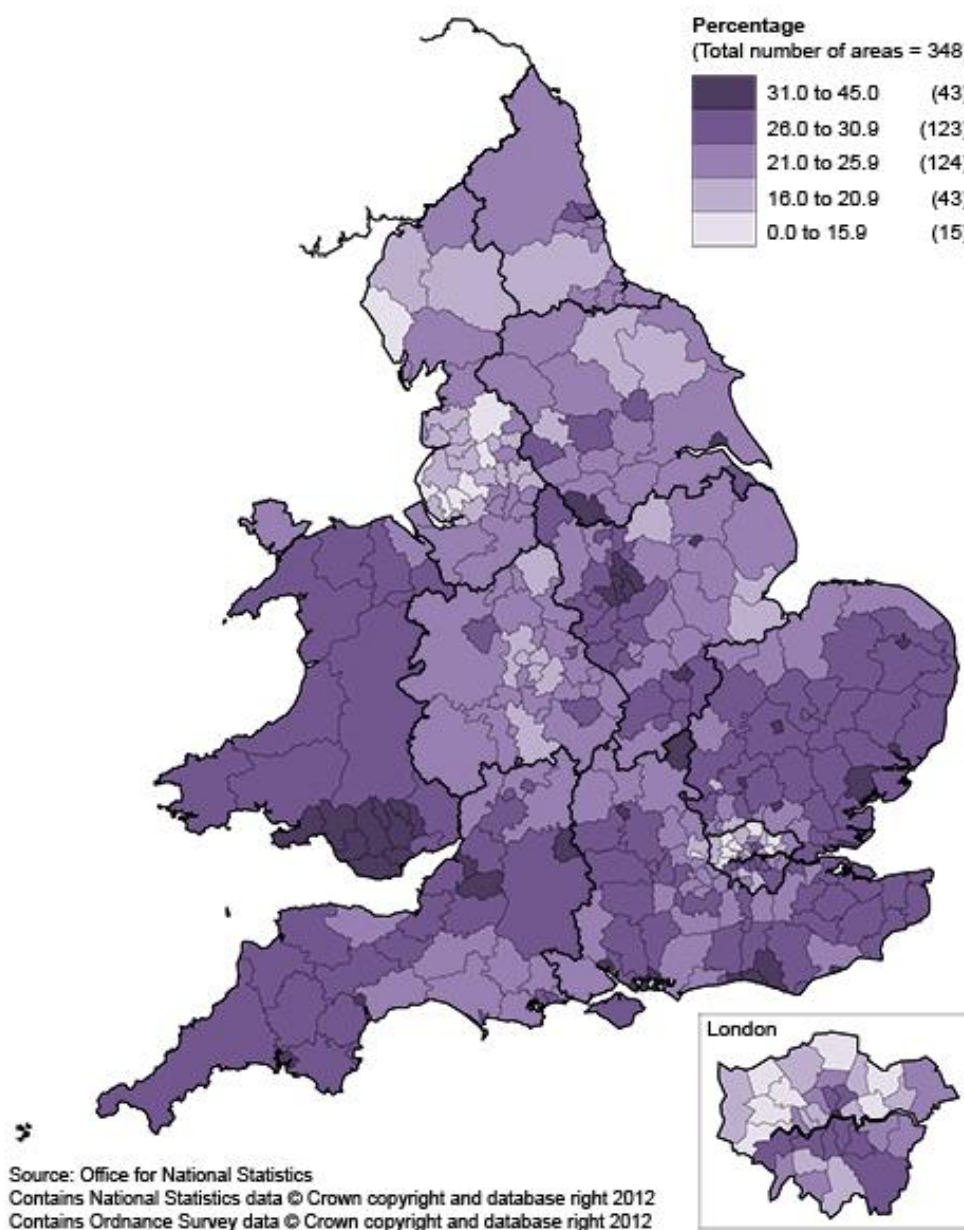 Percentage
(Total number of areas = 348)
31.0 to 45.0 (43)
26.0 to 30.9 (123)
21.0 to 25.9 (124)
16.0 to 20.9 (43)
0.0 to 15.9 (15)
London
Source: Office for National Statistics
Contains National Statistics data © Crown copyright and database right 2012
Contains Ordnance Survey data © Crown copyright and database right 2012